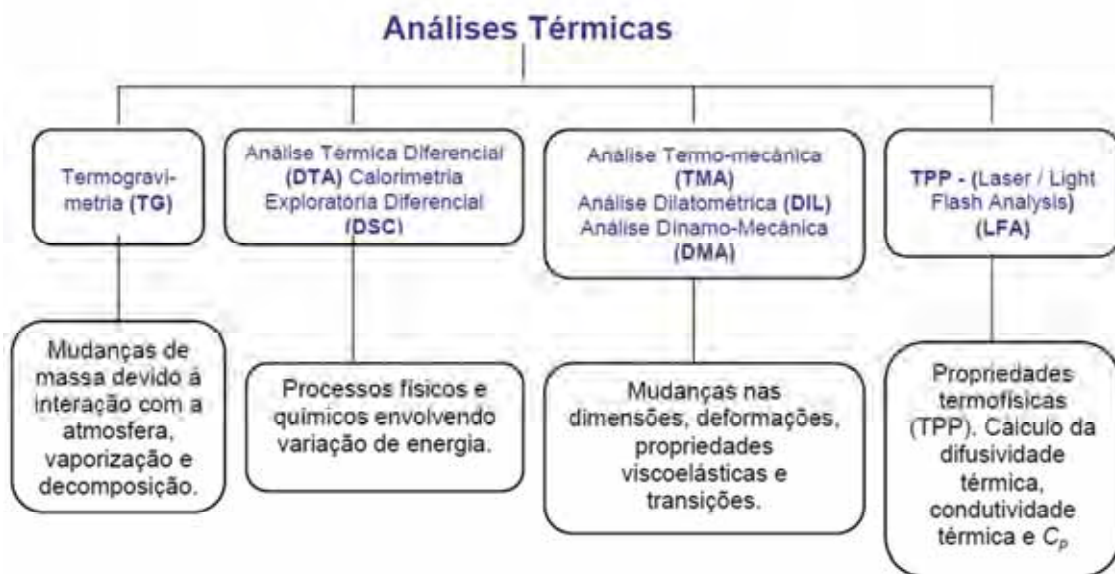 Análises Térmicas
Termogravi-
metria (TG)
Análise Térmica Diferencial
(DTA) Calorimetria
Exploratória Diferencial
(DSC)
Análise Termo-mecânica
(TMA)
Análise Dilatométrica (DIL)
Análise Dinamo-Mecânica
(DMA)
TPP - (Laser / Light
Flash Analysis)
(LFA)
Mudanças de
massa devido á
interação com a
atmosfera,
vaporização e
decomposição.
Processos físicos e
químicos envolvendo
variação de energia.
Mudanças nas
dimensões, deformações,
propriedades
viscoelásticas e
transições.
Propriedades
termofísicas
(TPP). Cálculo da
difusividade
térmica,
condutividade
térmica e Cp